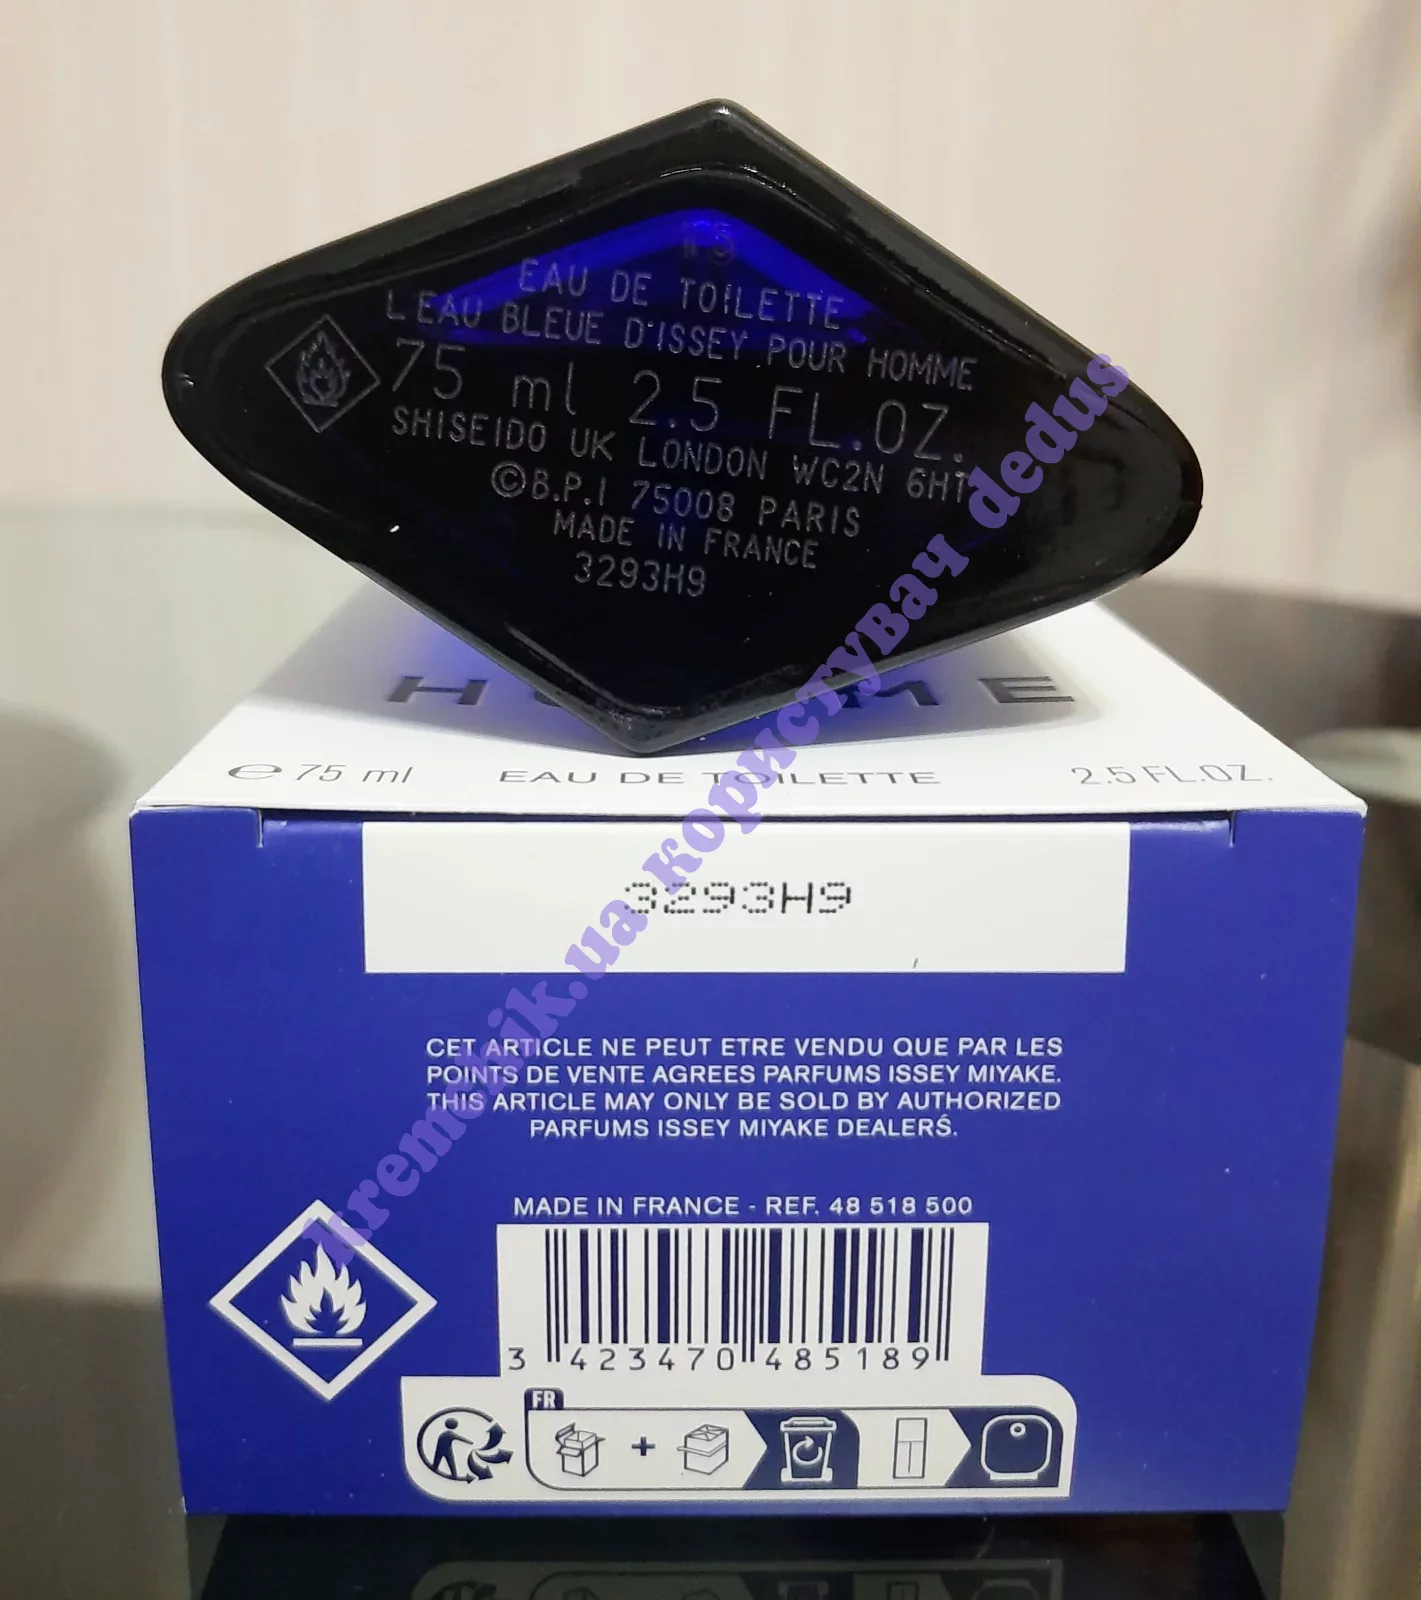 75
EAU DE TOILETTE
L'EAU BLEUE D'ISSEY POUR HOMME
75 ml 2.5 FL.OZ.
SHISEIDO UK LONDON WC2N 6HT
©B.P.I 75008 PARIS
MADE IN FRANCE
3293H9
HOMME
e 75 ml EAU DE TOILETTE 2.5 FL.OZ.
3293H9
CET ARTICLE NE PEUT ETRE VENDU QUE PAR LES
POINTS DE VENTE AGREES PARFUMS ISSEY MIYAKE.
THIS ARTICLE MAY ONLY BE SOLD BY AUTHORIZED
PARFUMS ISSEY MIYAKE DEALERŚ.
MADE IN FRANCE - REF. 48 518 500
3 423470 485189
FR
kremenchik.ua користувач dedus